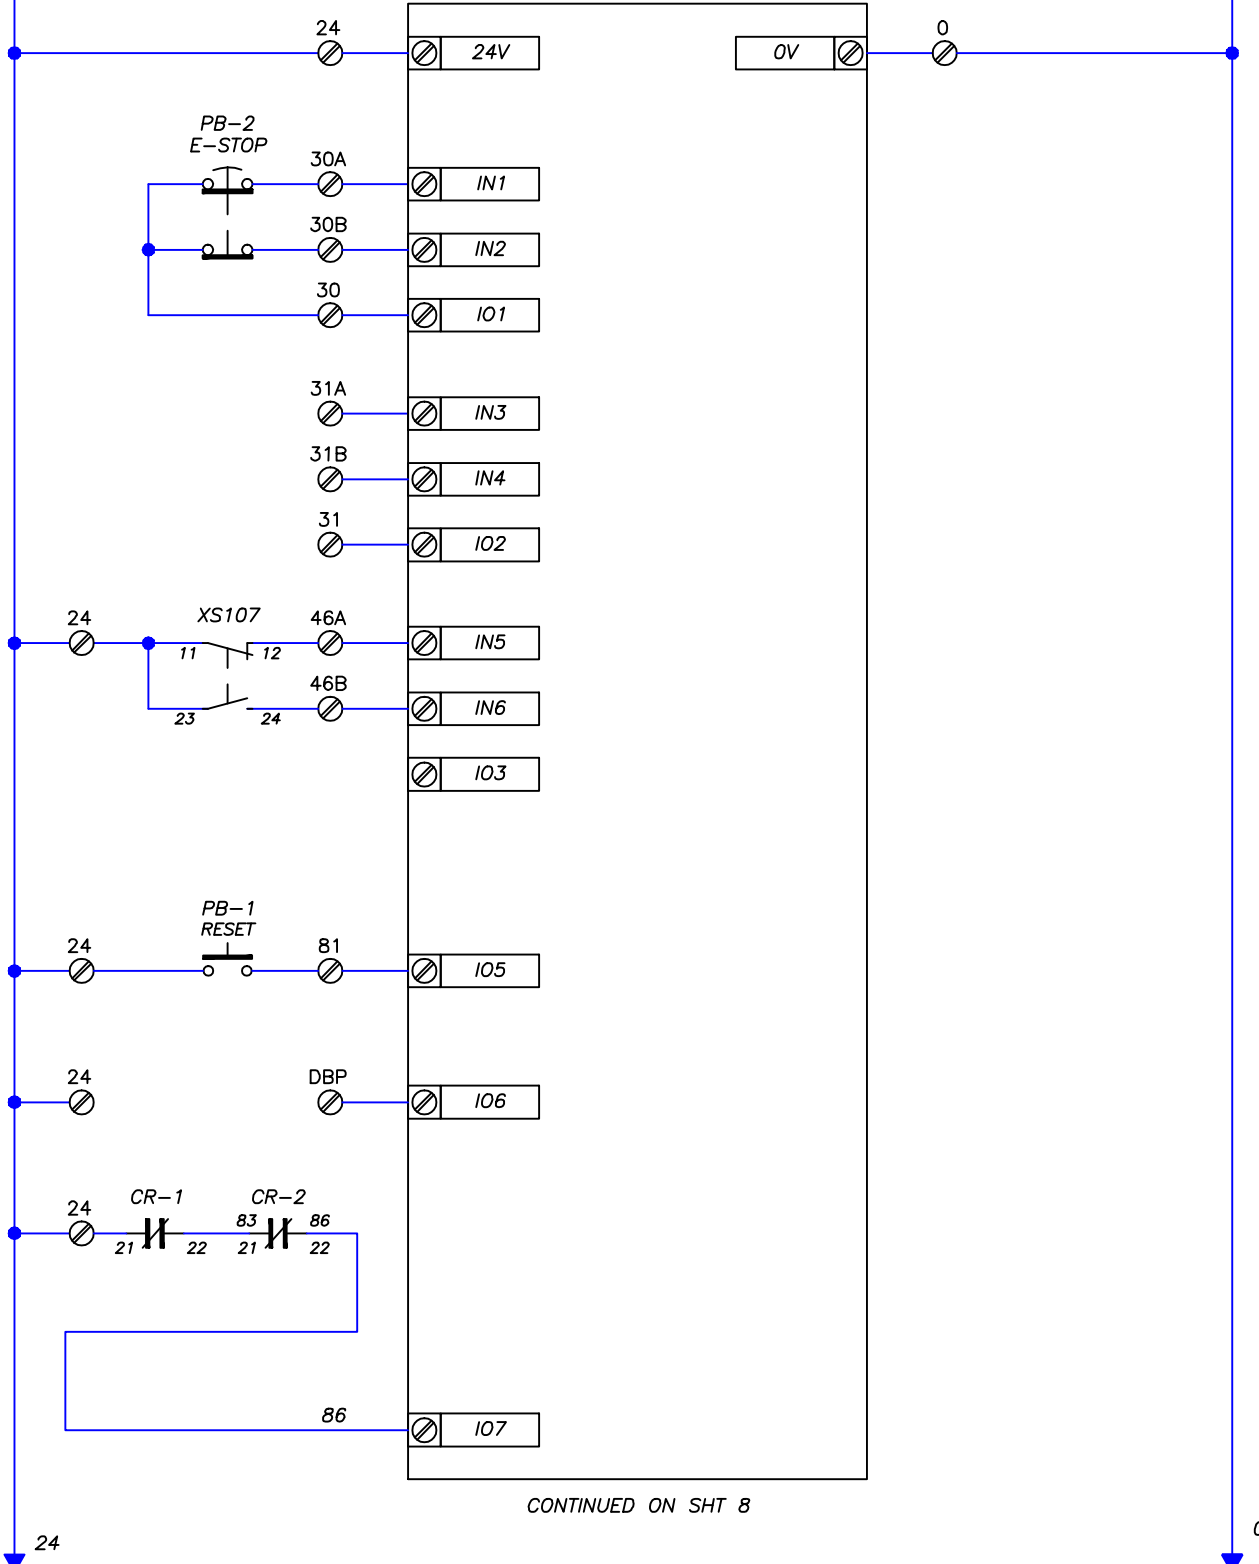 24
24V
0V
0
PB-2
E-STOP
30A
IN1
30B
IN2
30
IO1
31A
IN3
31B
IN4
31
IO2
24
XS107
46A
11
12
IN5
46B
23
24
IN6
IO3
PB-1
RESET
24
81
IO5
24
DBP
IO6
24
CR-1
CR-2
83
86
21
22
21
22
86
IO7
CONTINUED ON SHT 8
24